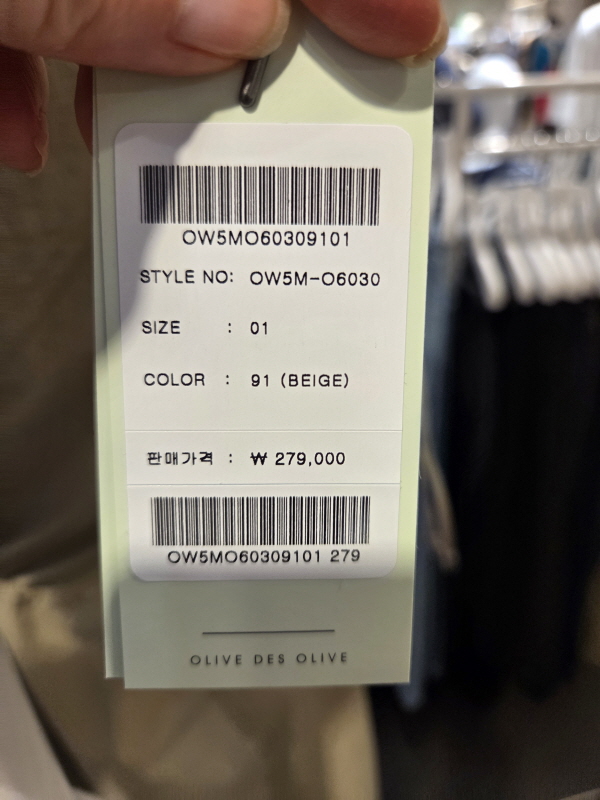 OW5MO60309101
STYLE NO: OW5M-O6030
SIZE : 01
COLOR : 91 (BEIGE)
판매가격 : ₩ 279,000
OW5MO60309101 279
OLIVE DES OLIVE